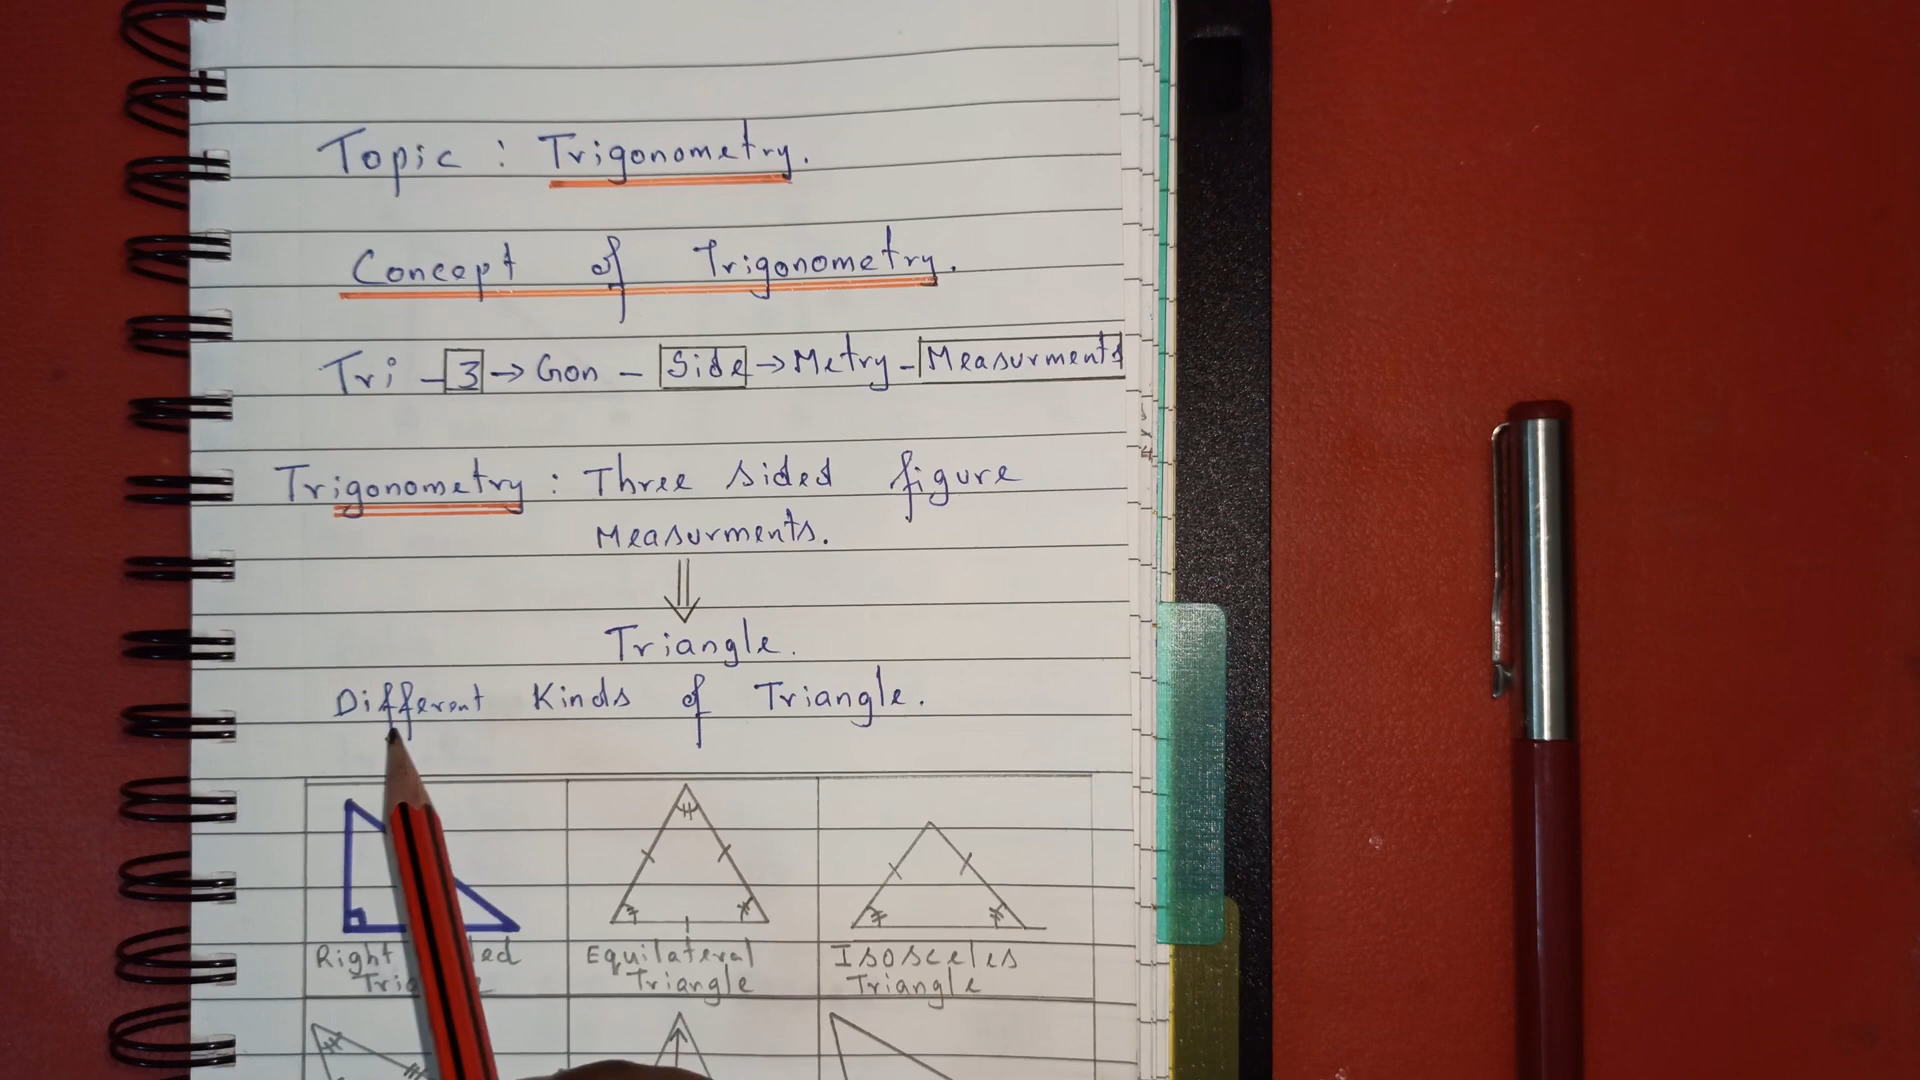 Topic : Trigonometry.
Concept of Trigonometry.
Tri - 3 → Gon - Side → Metry - Measurments
Trigonometry : Three sided figure
Measurments.
⇓
Triangle.
Different Kinds of Triangle.
Right led
Equilateral
Triangle
Isosceles
Triangle